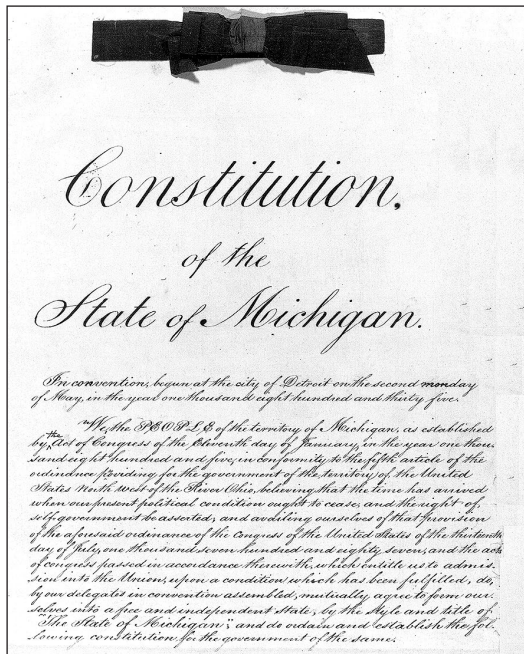 Constitution.
of the
State of Michigan.
In convention, begun at the city of Detroit on the second monday
of May, in the year one thousand eight hundred and thirty five.
"We, the PEOPLE of the territory of Michigan, as established
by the Act of Congress of the Eleventh day of January, in the year one thou-
sand eight hundred and five, in conformity to the fifth article of the
ordinance providing for the government of the territory of the United
States North West of the River Ohio, believing that the time has arrived
when our present political condition ought to cease, and the right of
self-government be asserted; and availing ourselves of that provision
of the aforesaid ordinance of the Congress of the United States of the thirteenth
day of July, one thousand seven hundred and eighty seven, and the acts
of congress passed in accordance therewith, which entitle us to admis-
sion into the Union, upon a condition which has been fulfilled, do,
by our delegates in convention assembled, mutually agree to form our-
selves into a free and independent State, by the style and title of
"The State of Michigan"; and do ordain and establish the fol-
lowing constitution for the government of the same.